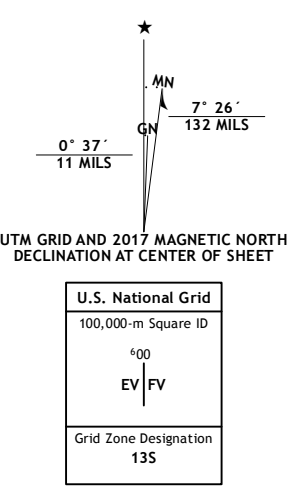 ★
MN
7° 26´
132 MILS
GN
0° 37´
11 MILS
UTM GRID AND 2017 MAGNETIC NORTH
DECLINATION AT CENTER OF SHEET
U.S. National Grid
100,000-m Square ID
⁶00
EV FV
Grid Zone Designation
13S